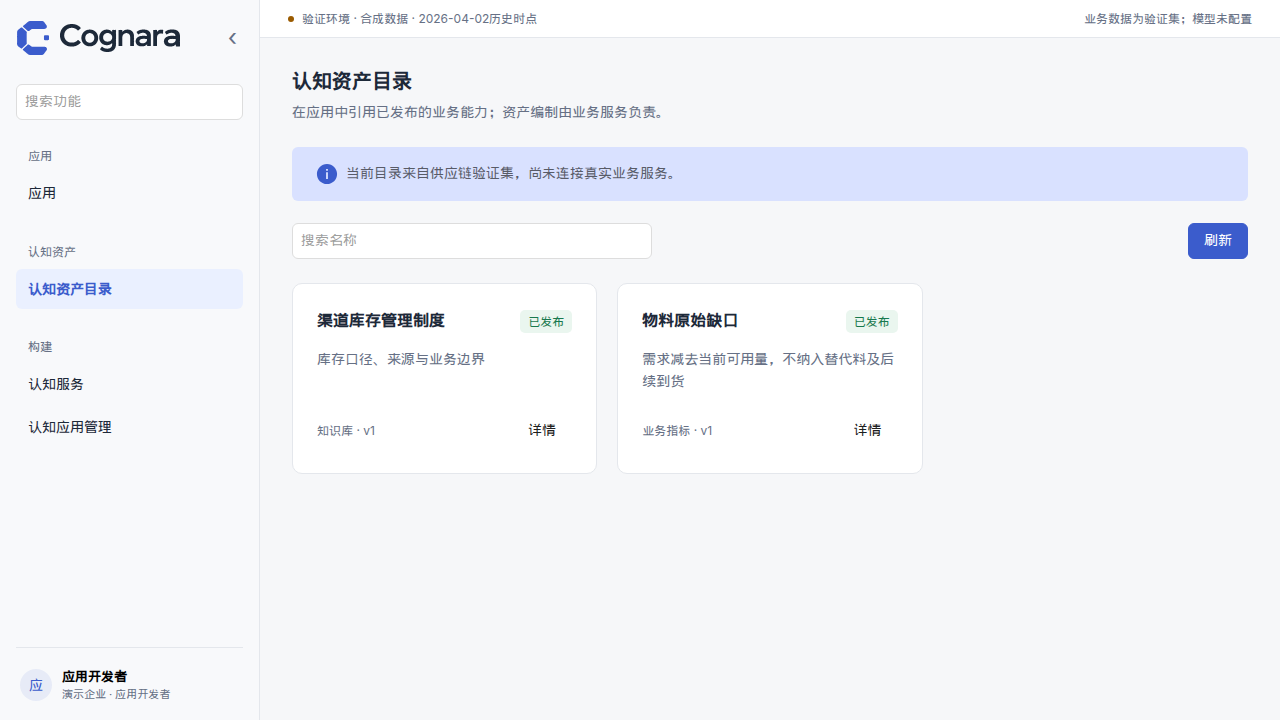 Cognara
搜索功能
应用
应用
认知资产
认知资产目录
构建
认知服务
认知应用管理
应
应用开发者
演示企业 · 应用开发者
验证环境 · 合成数据 · 2026-04-02历史时点
业务数据为验证集；模型未配置
认知资产目录
在应用中引用已发布的业务能力；资产编制由业务服务负责。
当前目录来自供应链验证集，尚未连接真实业务服务。
搜索名称
刷新
渠道库存管理制度
已发布
库存口径、来源与业务边界
知识库 · v1
详情
物料原始缺口
已发布
需求减去当前可用量，不纳入替代料及后
续到货
业务指标 · v1
详情